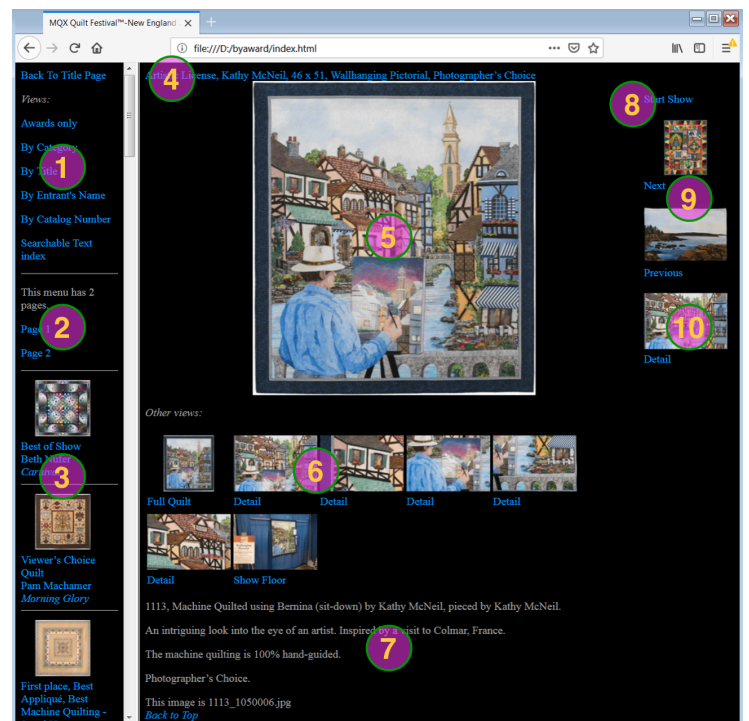 MQX Quilt Festival™-New England
file:///D:/byaward/index.html
Back To Title Page
Views:
Awards only
By Category
By Title
By Entrant's Name
By Catalog Number
Searchable Text
index
1
This menu has 2
pages.
Page 1
Page 2
2
Best of Show
Beth Nufer
3
Viewer's Choice
Quilt
Pam Machamer
Morning Glory
First place, Best
Appliqué, Best
Machine Quilting -
4
License, Kathy McNeil, 46 x 51, Wallhanging Pictorial, Photographer's Choice
5
Other views:
Full Quilt
Detail
Detail
Detail
Detail
6
Detail
Show Floor
1113, Machine Quilted using Bernina (sit-down) by Kathy McNeil, pieced by Kathy McNeil.
An intriguing look into the eye of an artist. Inspired by a visit to Colmar, France.
The machine quilting is 100% hand-guided.
7
Photographer's Choice.
This image is 1113_1050006.jpg
Back to Top
8
Start Show
Next
9
Previous
10
Detail